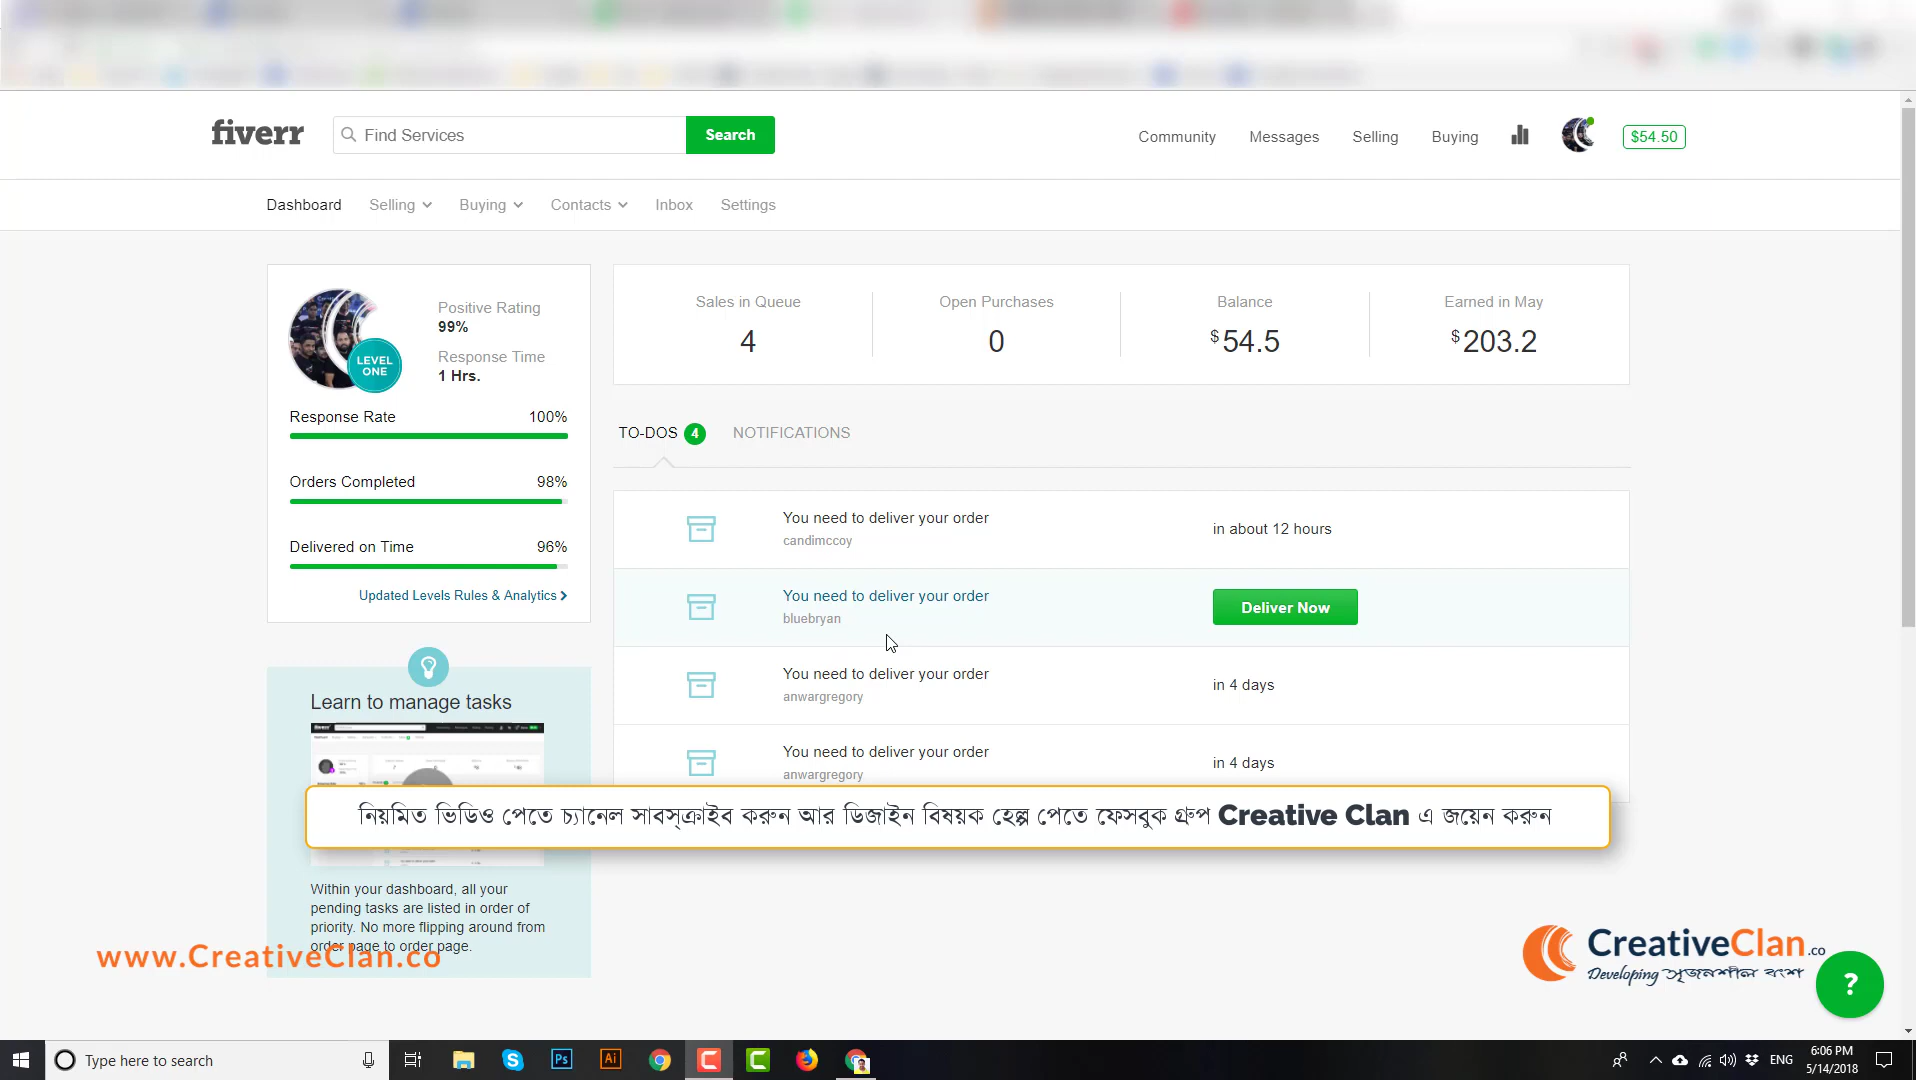 fiverr
Find Services
Search
Community
Messages
Selling
Buying
$54.50
Dashboard
Selling
Buying
Contacts
Inbox
Settings
LEVEL
ONE
Positive Rating
99%
Response Time
1 Hrs.
Response Rate 100%
Orders Completed 98%
Delivered on Time 96%
Updated Levels Rules & Analytics
Sales in Queue
4
Open Purchases
0
Balance
$54.5
Earned in May
$203.2
TO-DOS 4
NOTIFICATIONS
You need to deliver your order
candimccoy
in about 12 hours
You need to deliver your order
bluebryan
Deliver Now
You need to deliver your order
anwargregory
in 4 days
You need to deliver your order
anwargregory
in 4 days
Learn to manage tasks
নিয়মিত ভিডিও পেতে চ্যানেল সাবস্ক্রাইব করুন আর ডিজাইন বিষয়ক হেল্প পেতে ফেসবুক গ্রুপ Creative Clan এ জয়েন করুন
Within your dashboard, all your
pending tasks are listed in order of
priority. No more flipping around from
order page to order page.
www.CreativeClan.co
CreativeClan.co
Developing সৃজনশীল বংশ
?
Type here to search
Ps
Ai
ENG
6:06 PM
5/14/2018